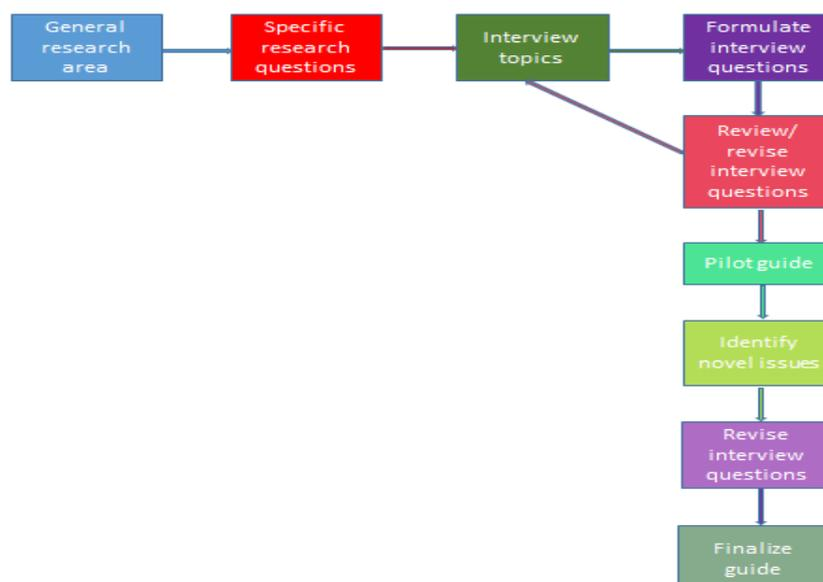 General
research
area
Specific
research
questions
Interview
topics
Formulate
interview
questions
Review/
revise
interview
questions
Pilot guide
Identify
novel issues
Revise
interview
questions
Finalize
guide